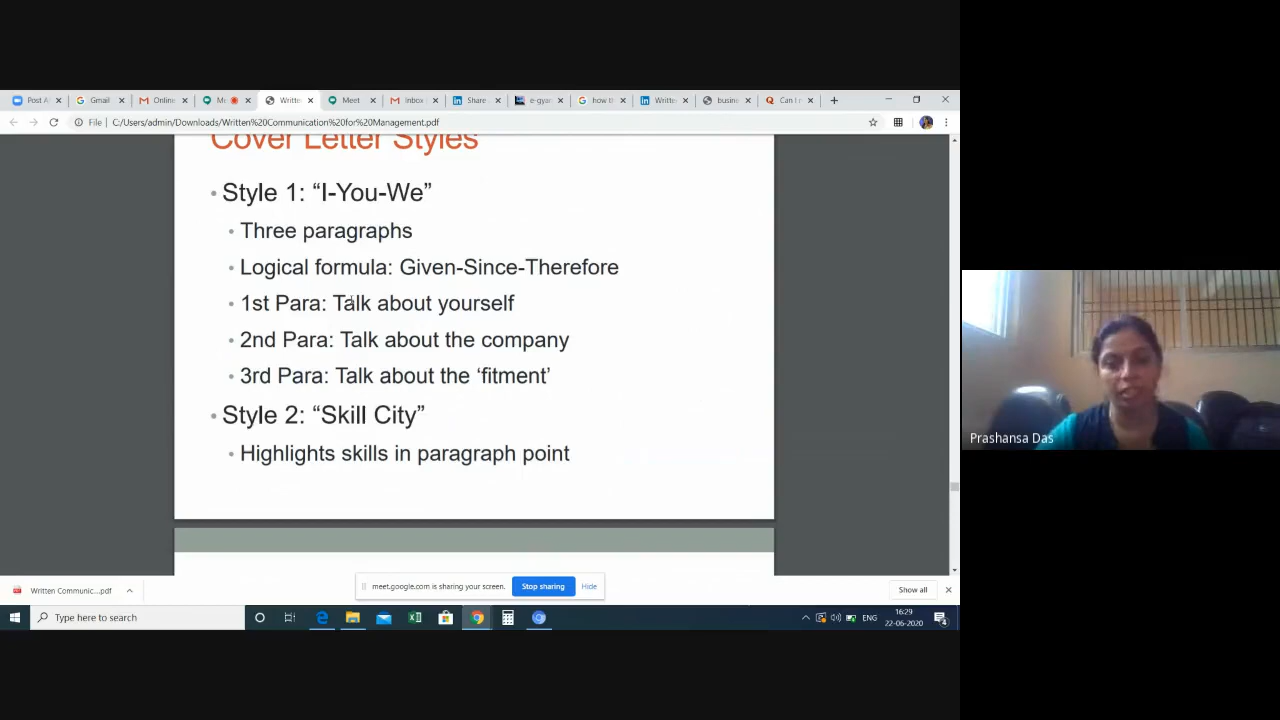 Post A
Gmail
Online
M
Writte
Meet
Inbox
Share
e-gyan
how th
Writte
busine
Can I
File
C:/Users/admin/Downloads/Written%20Communication%20for%20Management.pdf
Cover Letter Styles
• Style 1: “I-You-We”
• Three paragraphs
• Logical formula: Given-Since-Therefore
• 1st Para: Talk about yourself
• 2nd Para: Talk about the company
• 3rd Para: Talk about the ‘fitment’
• Style 2: “Skill City”
• Highlights skills in paragraph point
Prashansa Das
meet.google.com is sharing your screen.
Stop sharing
Hide
Written Communic...pdf
Show all
Type here to search
ENG
16:29
22-06-2020